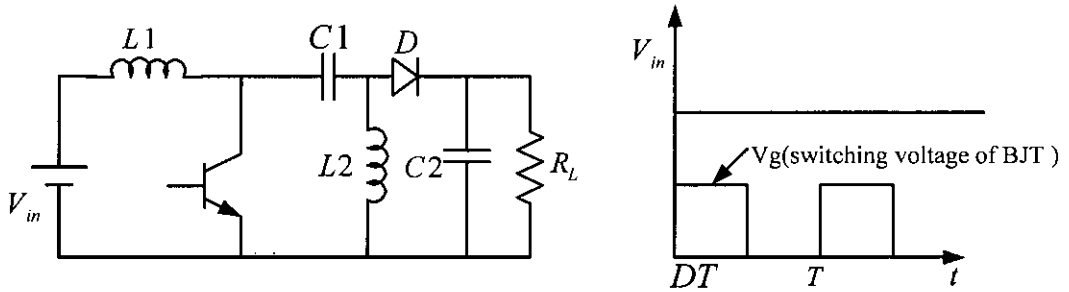 L1
C1
D
L2
C2
R_L
V_in
V_in
Vg(switching voltage of BJT )
DT
T
t